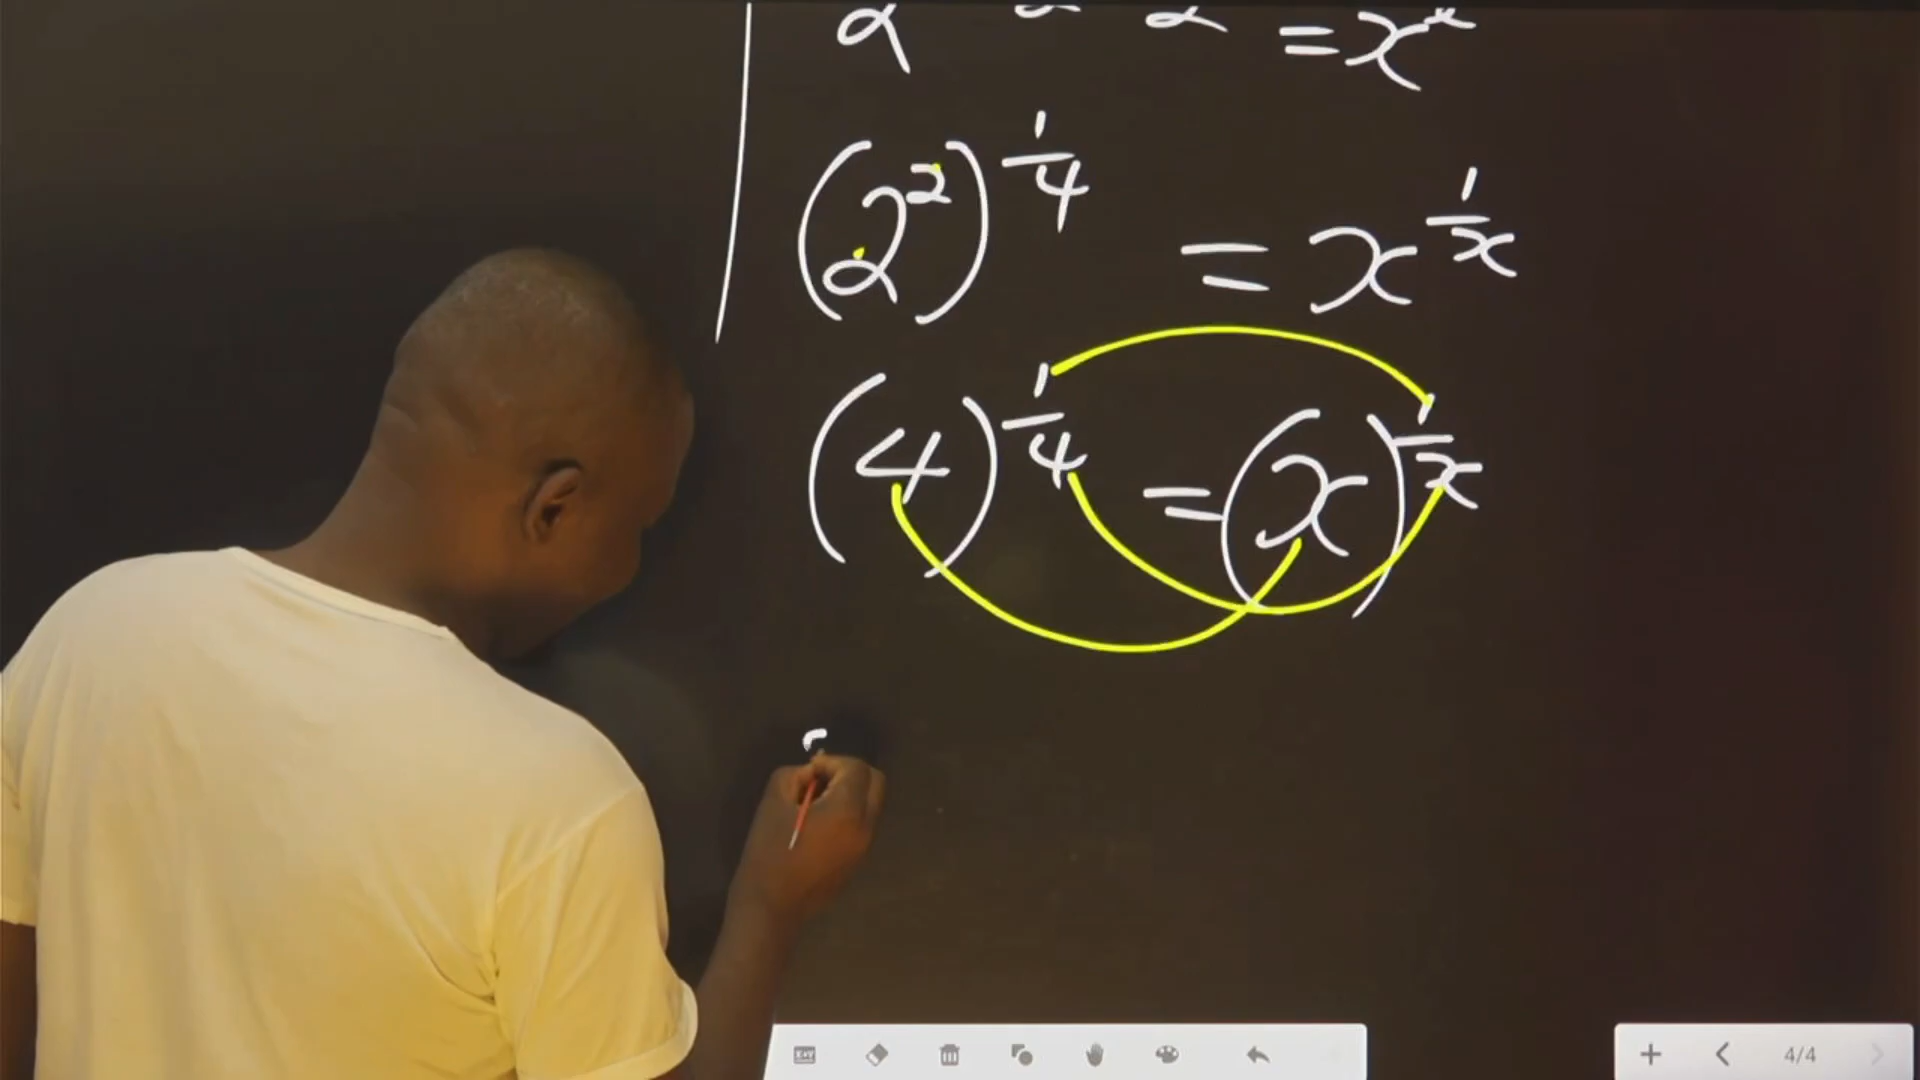 = x
(2²)^(1/4) = x^(1/x)
(4)^(1/4) = (x)^(1/x)
4/4